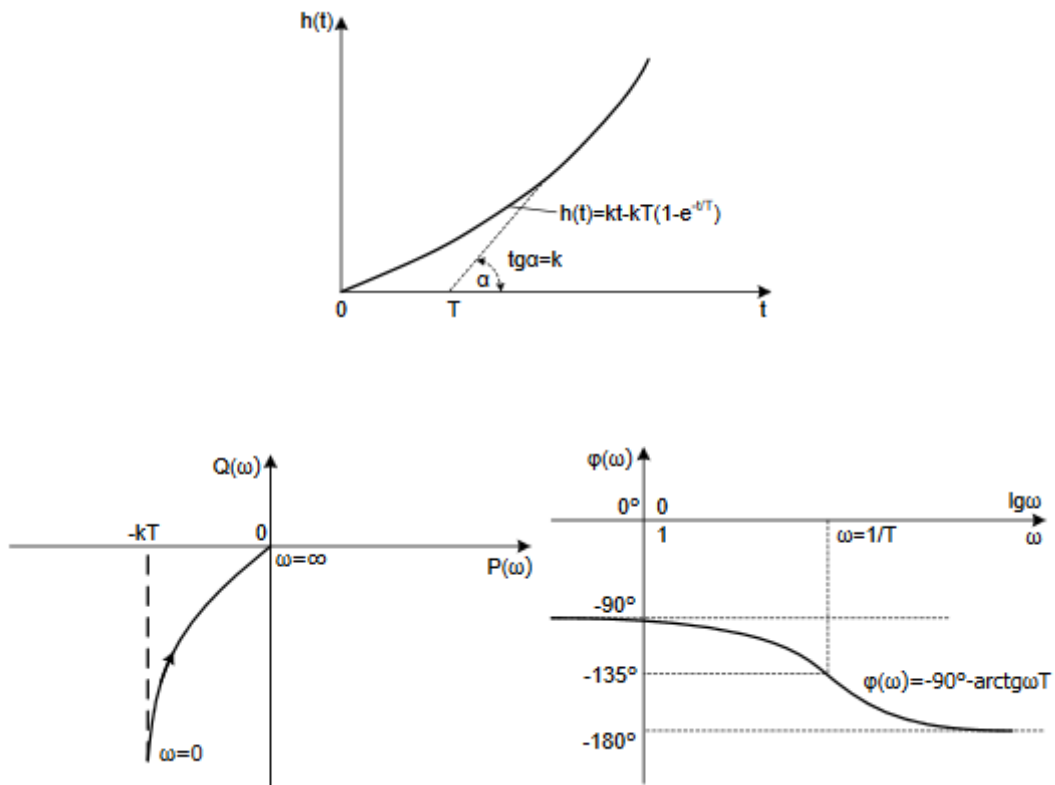 h(t)
h(t)=kt-kT(1-e^-t/T)
tgα=k
α
0
T
t
Q(ω)
-kT
0
ω=∞
P(ω)
ω=0
φ(ω)
0°
0
lgω
1
ω=1/T
ω
-90°
-135°
φ(ω)=-90°-arctgωT
-180°